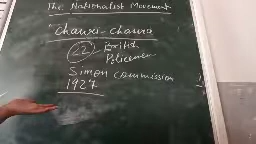 The Nationalist Movement
Chauri-Chaura
22 British
Policemen
Simon Commission
1927